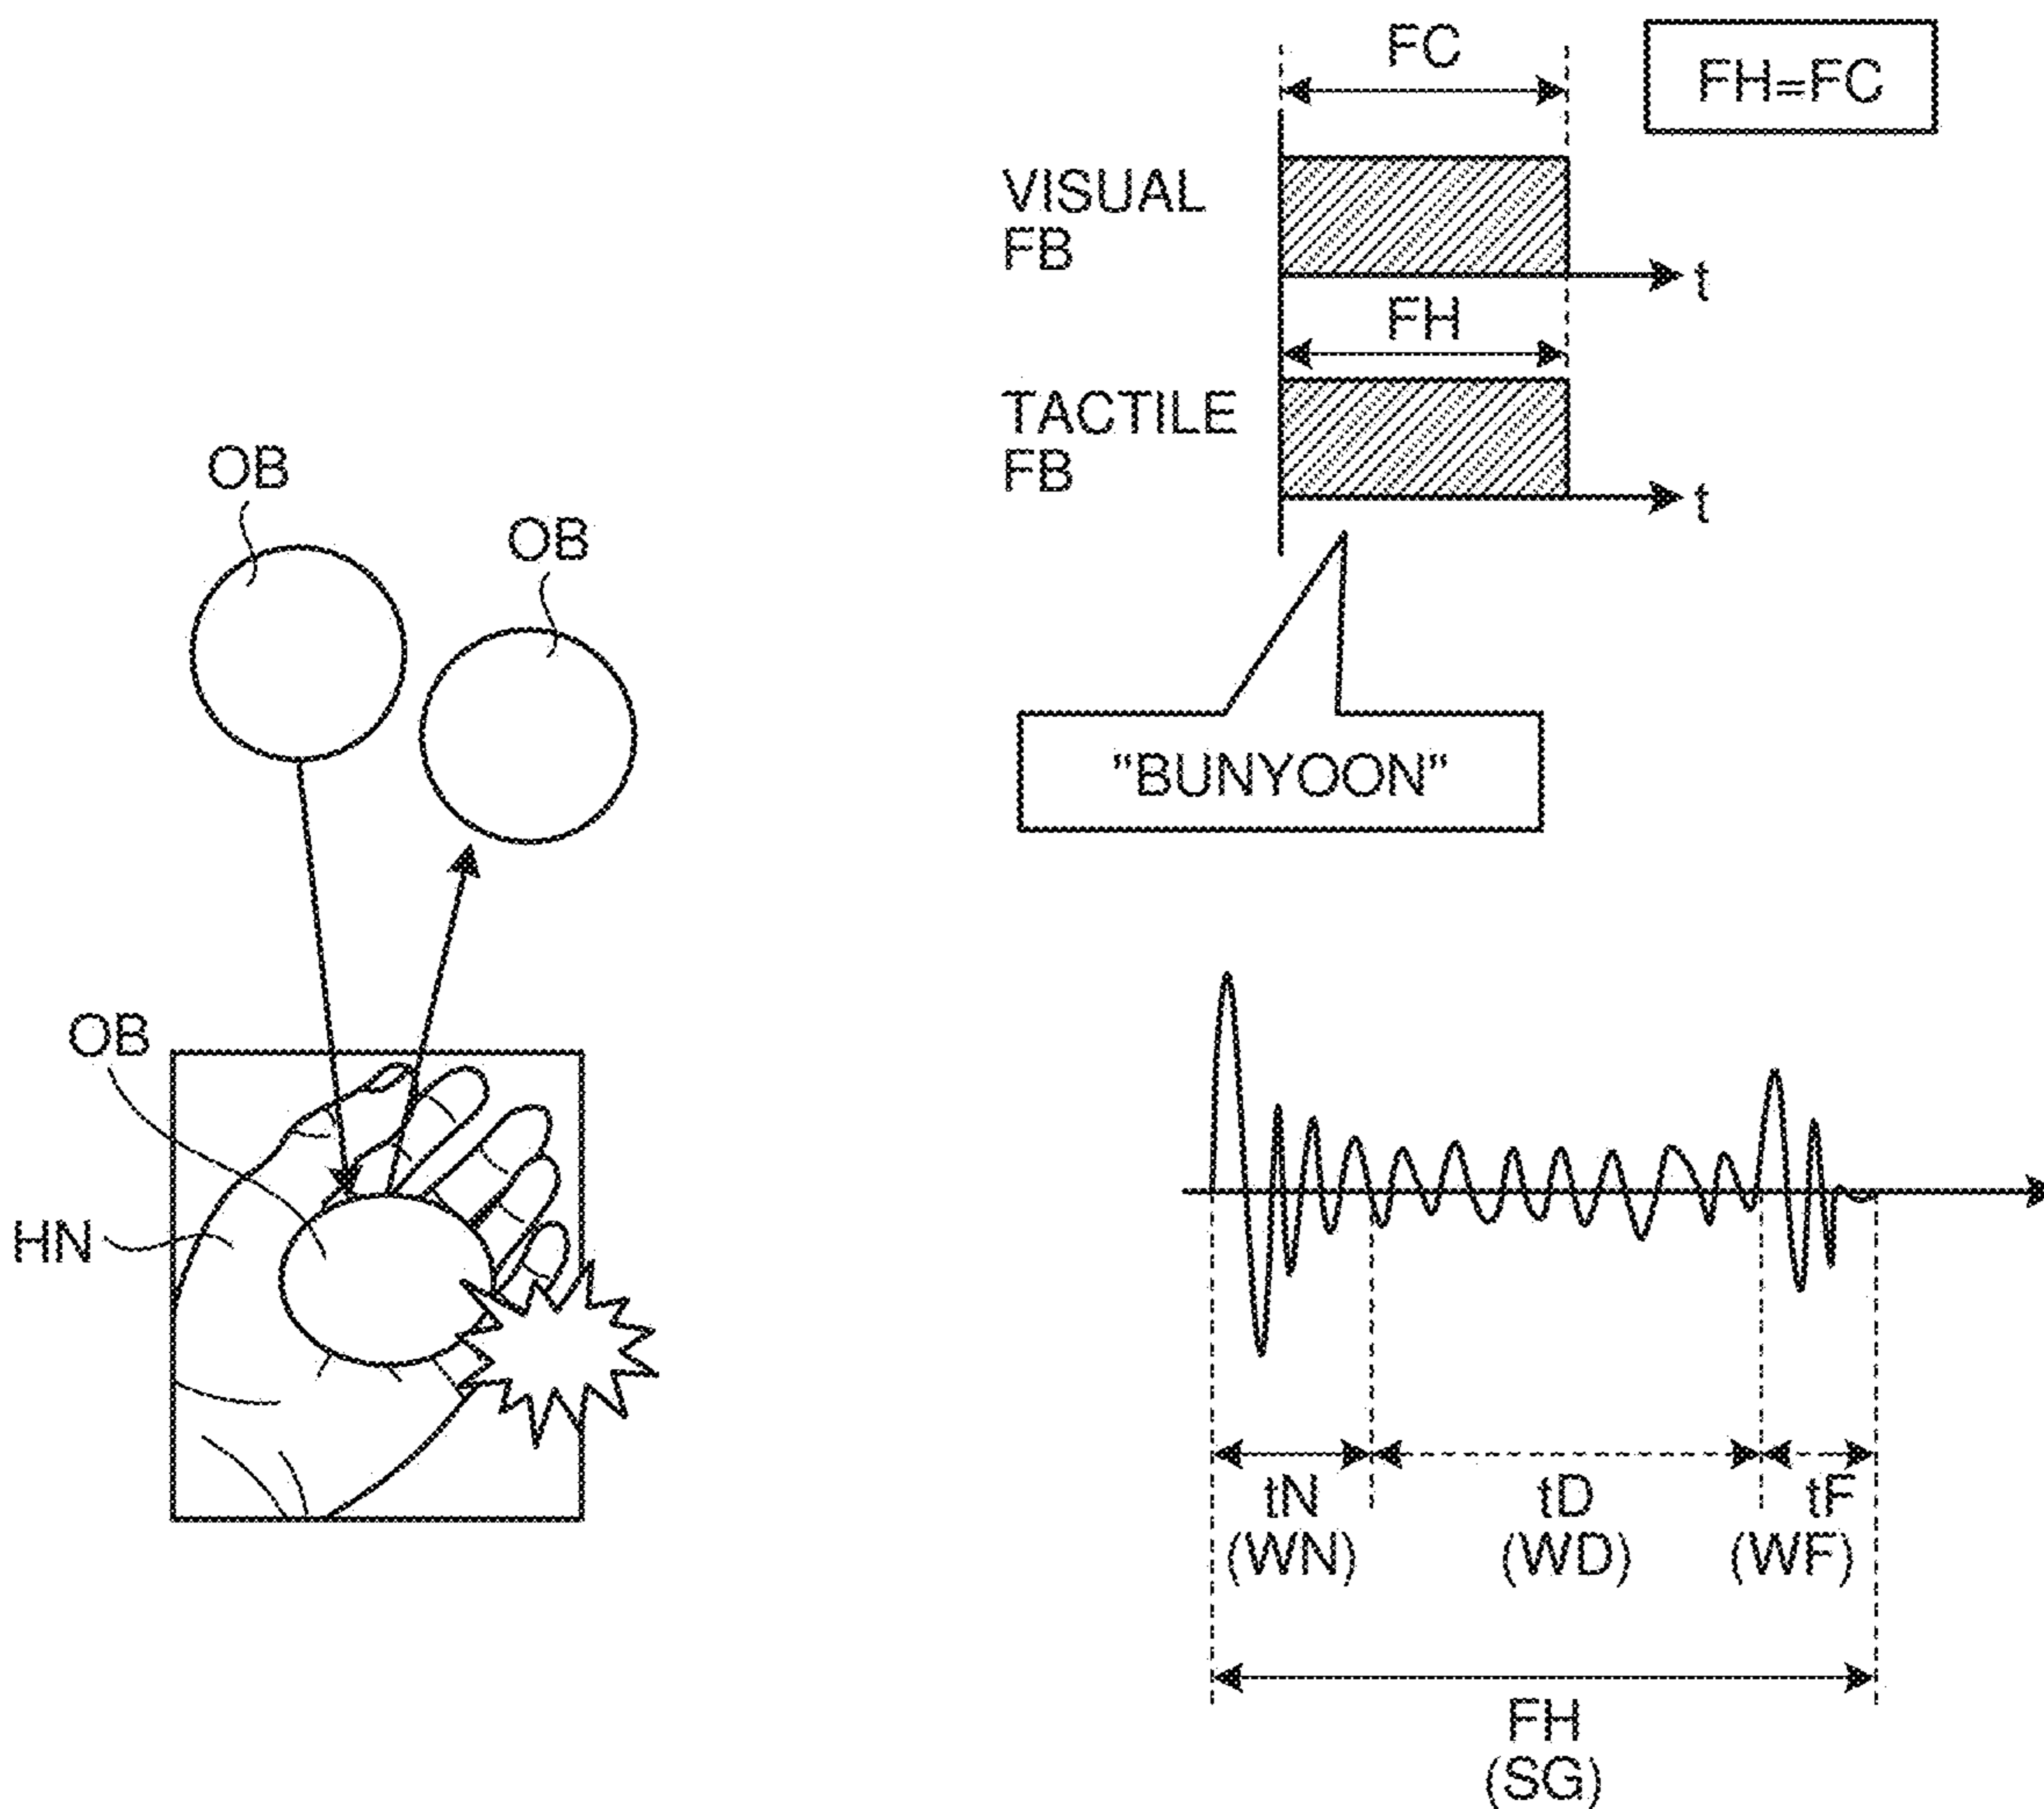 FC
FH=FC
VISUAL
FB
t
FH
TACTILE
FB
t
"BUNYOON"
OB
OB
OB
HN
tN
(WN)
tD
(WD)
tF
(WF)
FH
(SG)